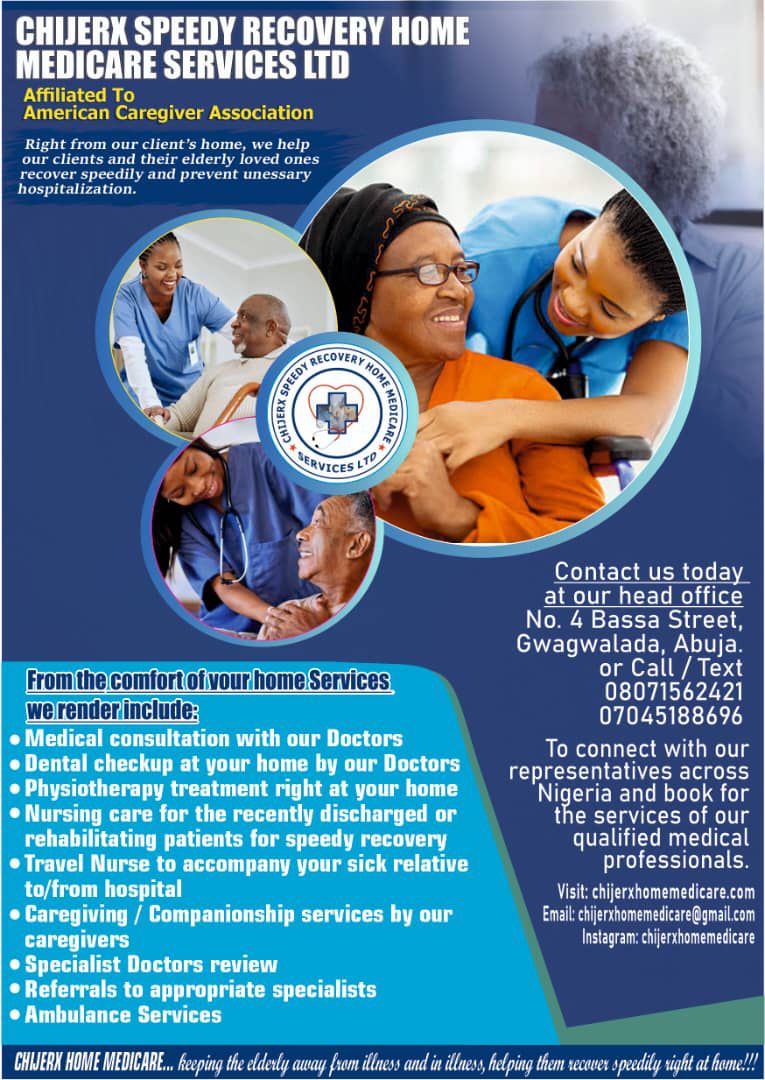 CHIJERX SPEEDY RECOVERY HOME
MEDICARE SERVICES LTD
Affiliated To
American Caregiver Association
Right from our client's home, we help
our clients and their elderly loved ones
recover speedily and prevent unessary
hospitalization.
CHIJERX SPEEDY RECOVERY HOME MEDICARE
SERVICES LTD
Contact us today
at our head office
No. 4 Bassa Street,
Gwagwalada, Abuja.
or Call / Text
08071562421
07045188696
To connect with our
representatives across
Nigeria and book for
the services of our
qualified medical
professionals.
Visit: chijerxhomemedicare.com
Email: chijerxhomemedicare@gmail.com
Instagram: chijerxhomemedicare
From the comfort of your home Services
we render include:
• Medical consultation with our Doctors
• Dental checkup at your home by our Doctors
• Physiotherapy treatment right at your home
• Nursing care for the recently discharged or
rehabilitating patients for speedy recovery
• Travel Nurse to accompany your sick relative
to/from hospital
• Caregiving / Companionship services by our
caregivers
• Specialist Doctors review
• Referrals to appropriate specialists
• Ambulance Services
CHIJERX HOME MEDICARE... keeping the elderly away from illness and in illness, helping them recover speedily right at home!!!